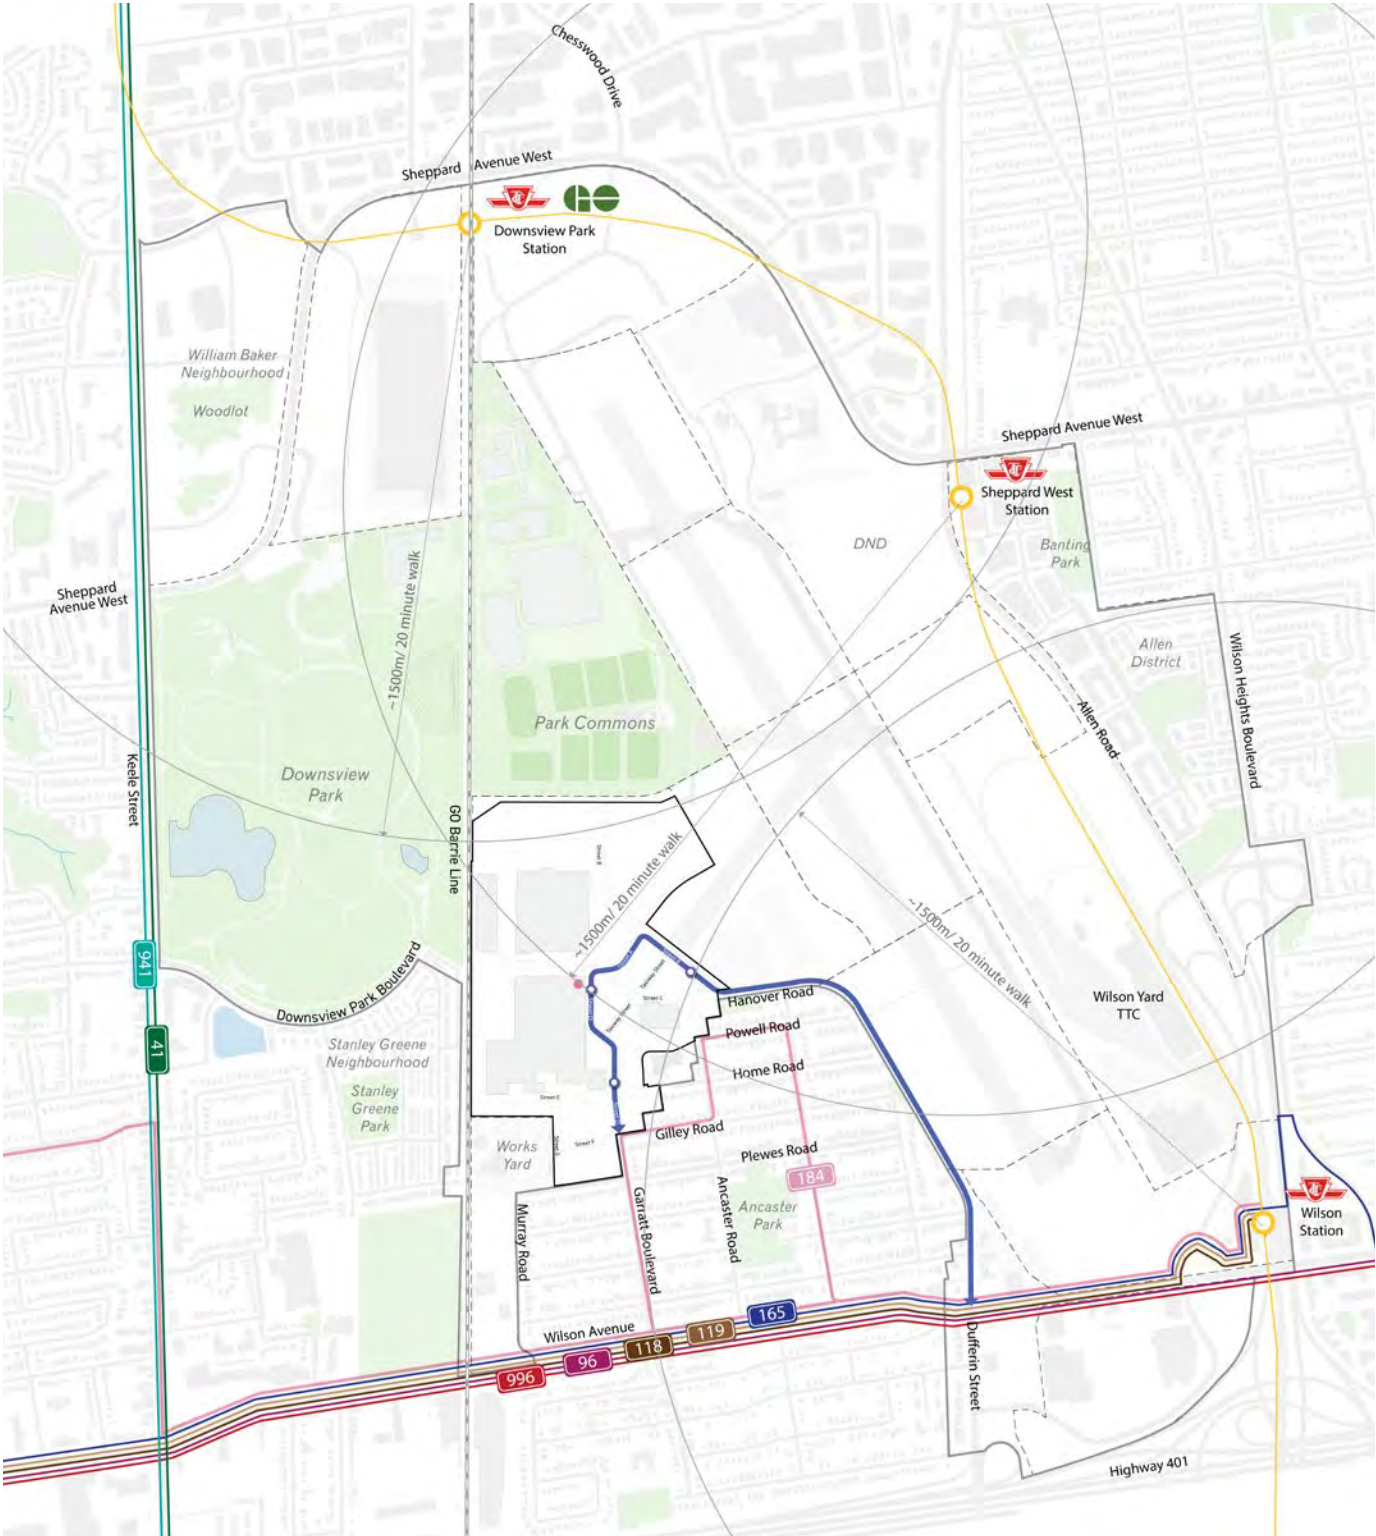 Chesswood Drive
Sheppard Avenue West
Downsview Park
Station
William Baker
Neighbourhood
Woodlot
Sheppard Avenue West
Sheppard West
Station
DND
Banting
Park
~1500m/ 20 minute walk
Sheppard
Avenue West
Allen
District
Wilson Heights Boulevard
Allen Road
Park Commons
Keele Street
Downsview
Park
GO Barrie Line
Street B
~1500m/ 20 minute walk
~1500m/ 20 minute walk
941
Downsview Park Boulevard
Street C
Hanover Road
Wilson Yard
TTC
41
Powell Road
Stanley Greene
Neighbourhood
Home Road
Stanley
Greene
Park
Street E
Gilley Road
Street F
Works
Yard
Plewes Road
184
Murray Road
Garratt Boulevard
Ancaster Road
Ancaster
Park
Wilson
Station
Wilson Avenue
165
119
118
96
996
Dufferin Street
Highway 401